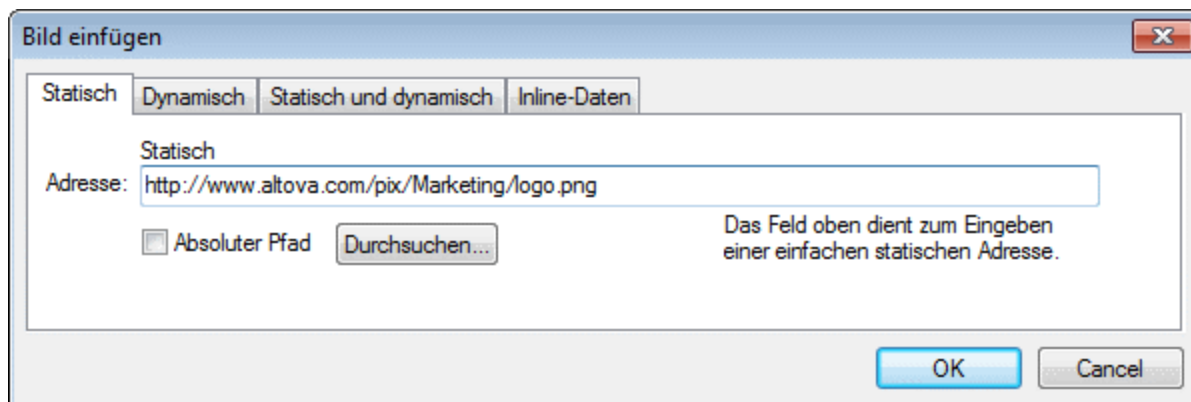 Bild einfügen
Statisch Dynamisch Statisch und dynamisch Inline-Daten
Statisch
Adresse: http://www.altova.com/pix/Marketing/logo.png
Absoluter Pfad Durchsuchen... Das Feld oben dient zum Eingeben
einer einfachen statischen Adresse.
OK Cancel